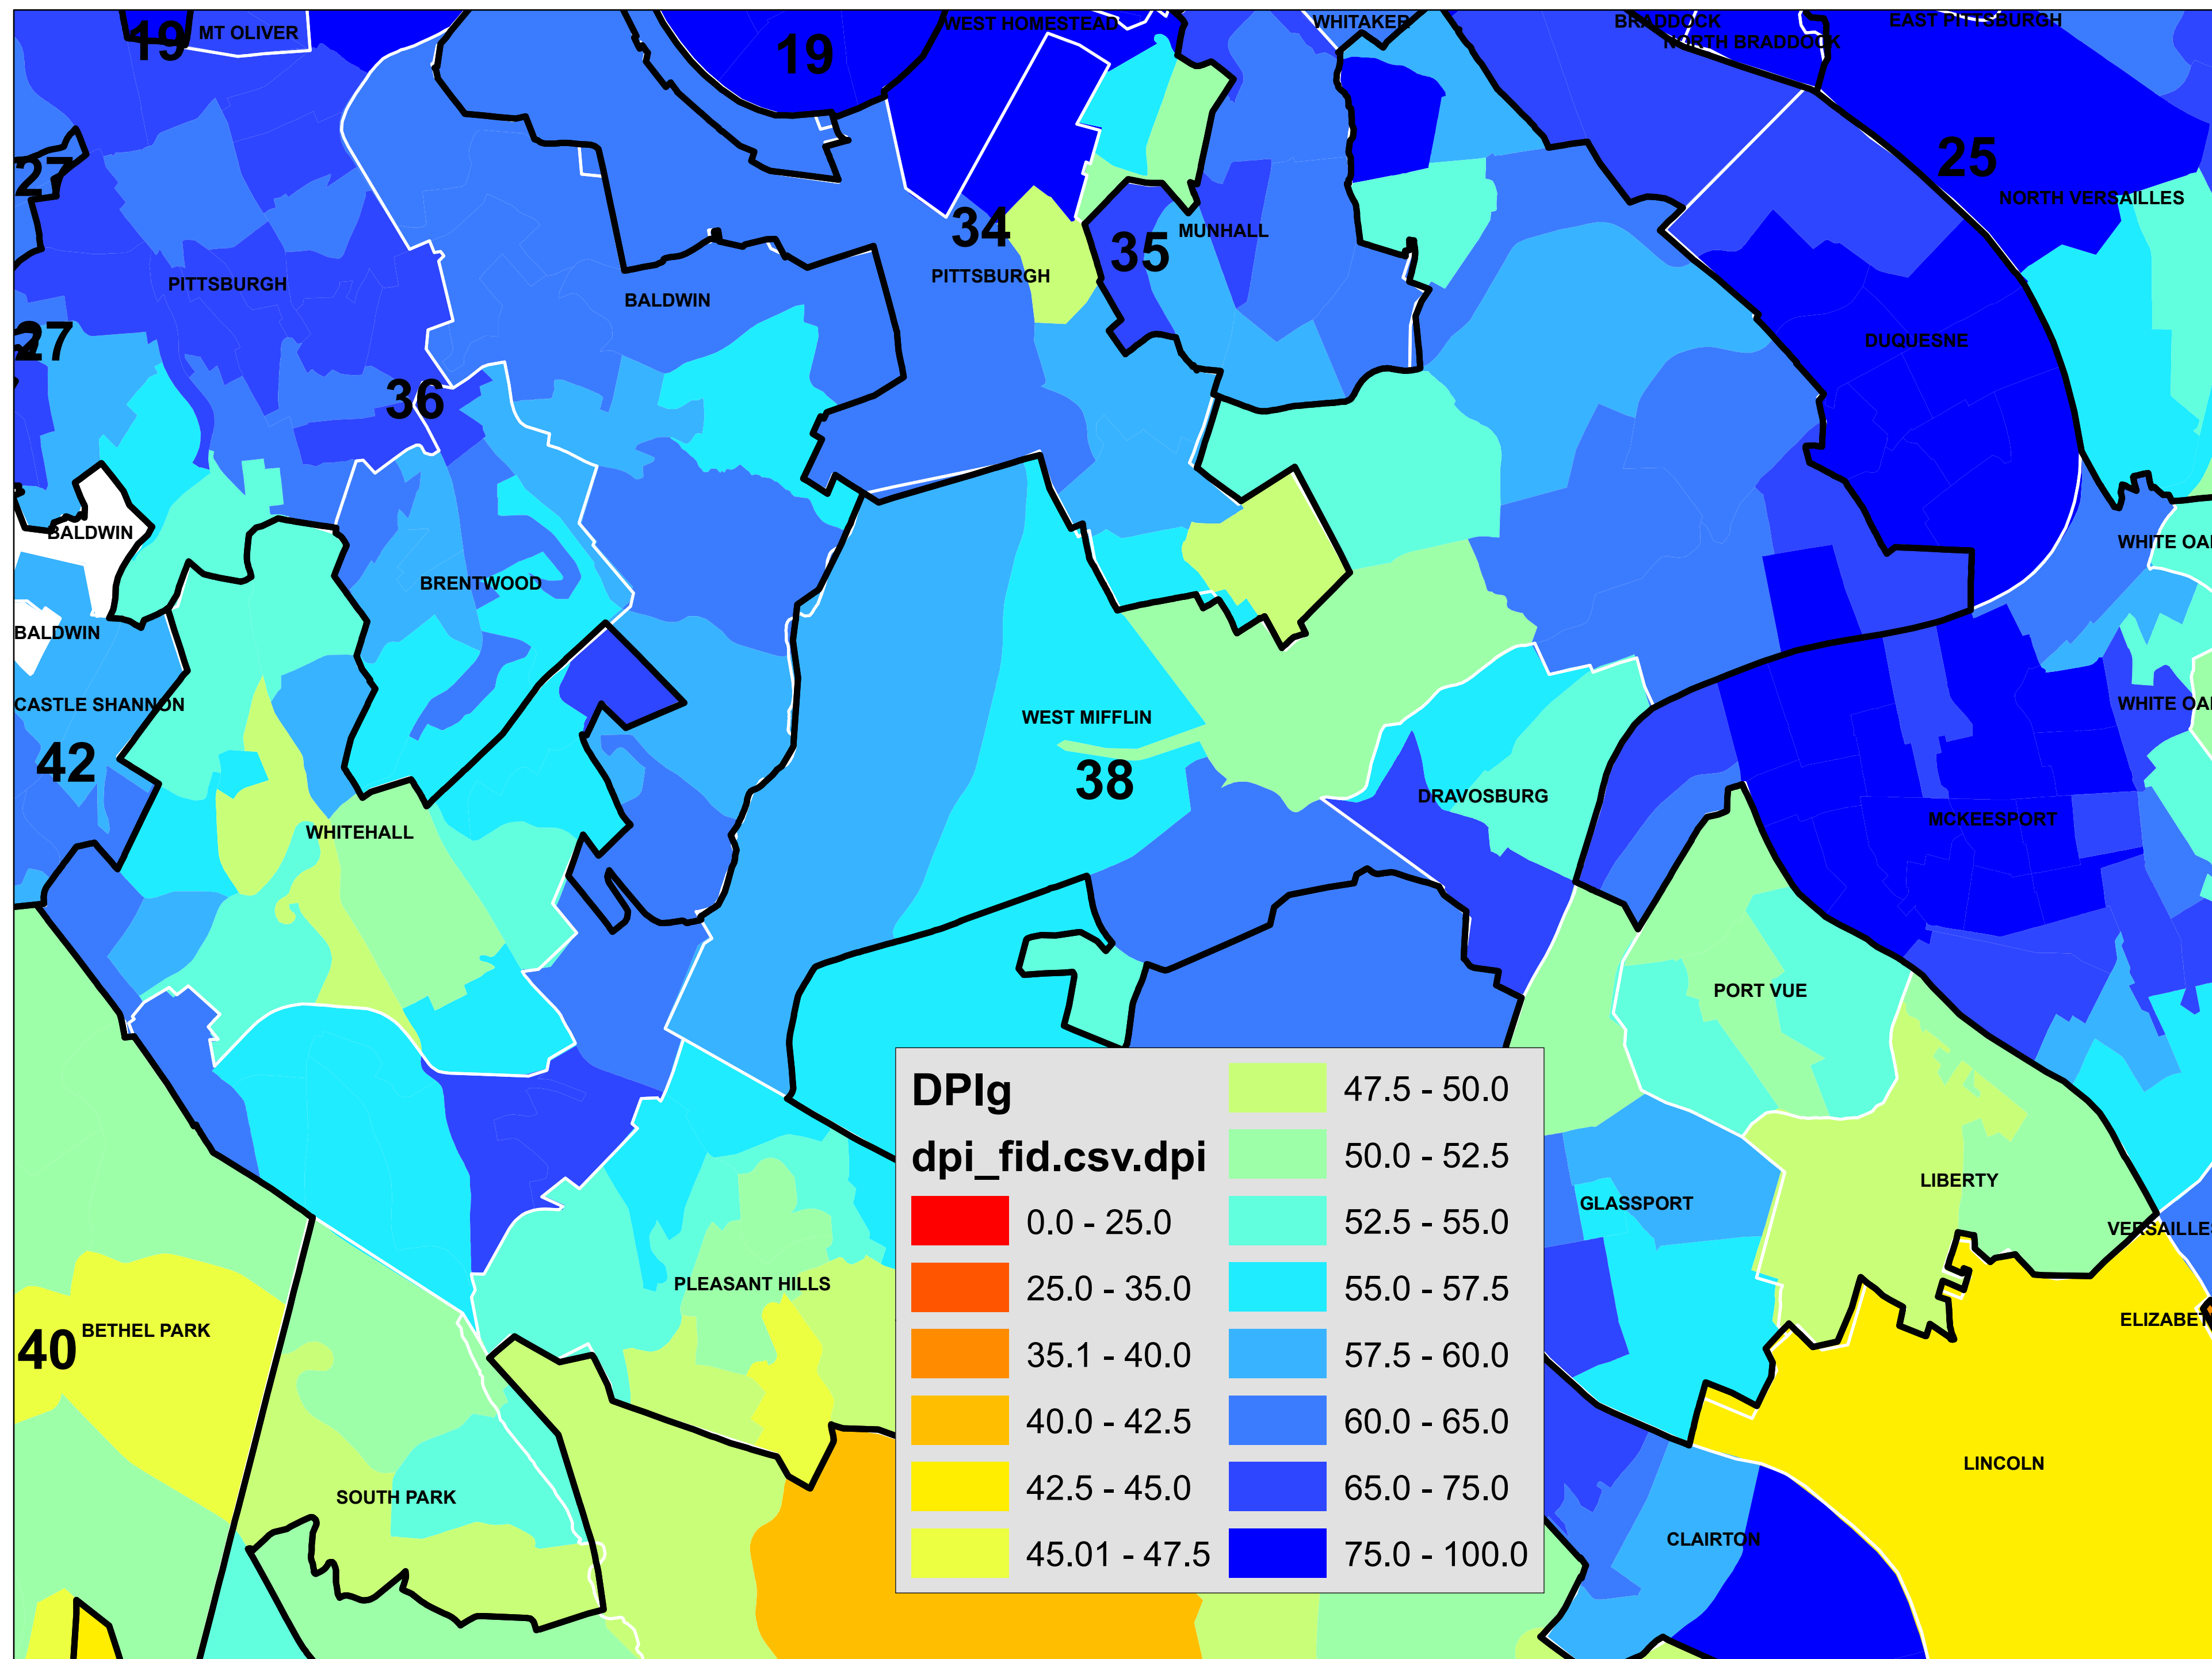 19
MT OLIVER
19
WEST HOMESTEAD
WHITAKER
BRADDOCK
NORTH BRADDOCK
EAST PITTSBURGH
27
25
NORTH VERSAILLES
34
35
MUNHALL
PITTSBURGH
PITTSBURGH
BALDWIN
27
DUQUESNE
36
BALDWIN
WHITE OA
BRENTWOOD
BALDWIN
CASTLE SHANNON
WEST MIFFLIN
WHITE OA
42
38
DRAVOSBURG
MCKEESPORT
WHITEHALL
PORT VUE
LIBERTY
GLASSPORT
VERSAILLE
PLEASANT HILLS
ELIZABET
40
BETHEL PARK
LINCOLN
SOUTH PARK
CLAIRTON
DPIg
dpi_fid.csv.dpi
0.0 - 25.0
25.0 - 35.0
35.1 - 40.0
40.0 - 42.5
42.5 - 45.0
45.01 - 47.5
47.5 - 50.0
50.0 - 52.5
52.5 - 55.0
55.0 - 57.5
57.5 - 60.0
60.0 - 65.0
65.0 - 75.0
75.0 - 100.0